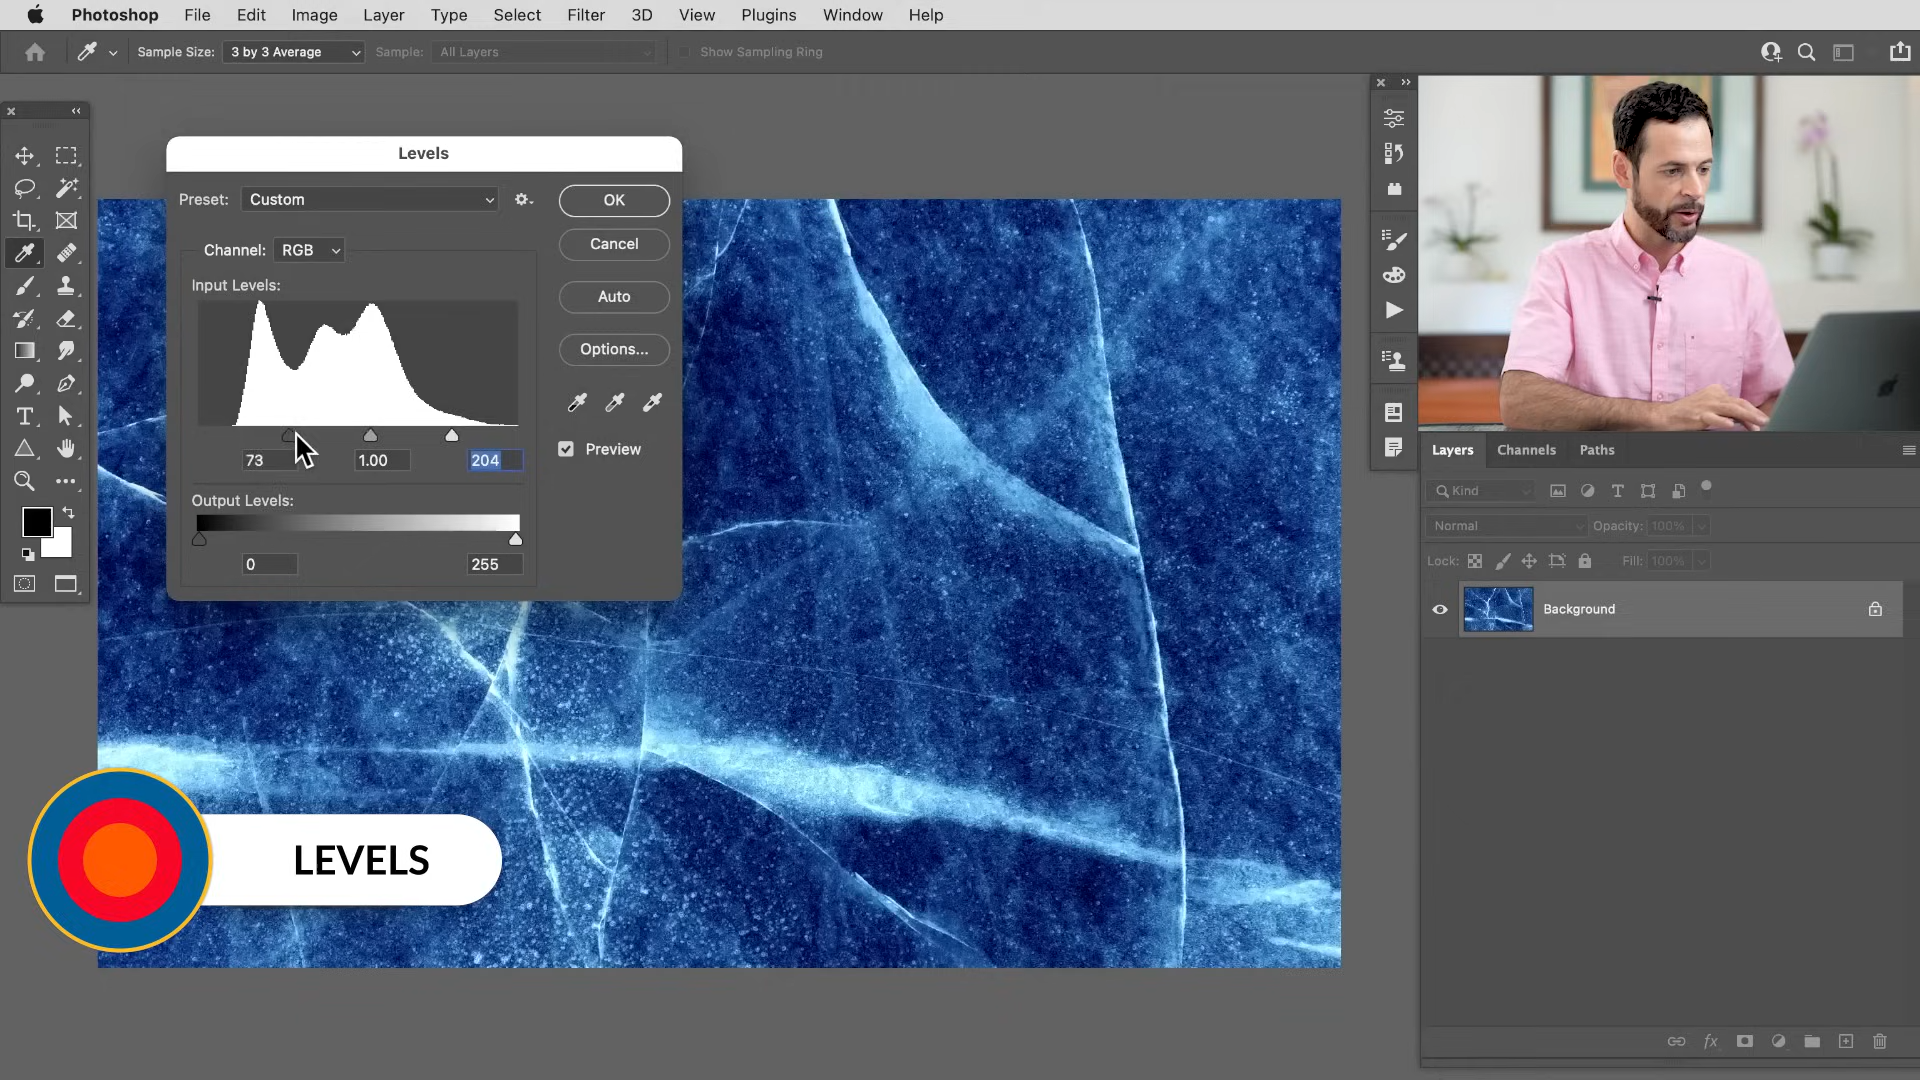 Photoshop File Edit Image Layer Type Select Filter 3D View Plugins Window Help
Sample Size: 3 by 3 Average Sample: All Layers Show Sampling Ring
Levels
Preset: Custom
OK
Cancel
Channel: RGB
Input Levels:
Auto
Options...
Preview
73 1.00 204
Output Levels:
0 255
LEVELS
Layers Channels Paths
Kind
Normal Opacity: 100%
Lock: Fill: 100%
Background
fx